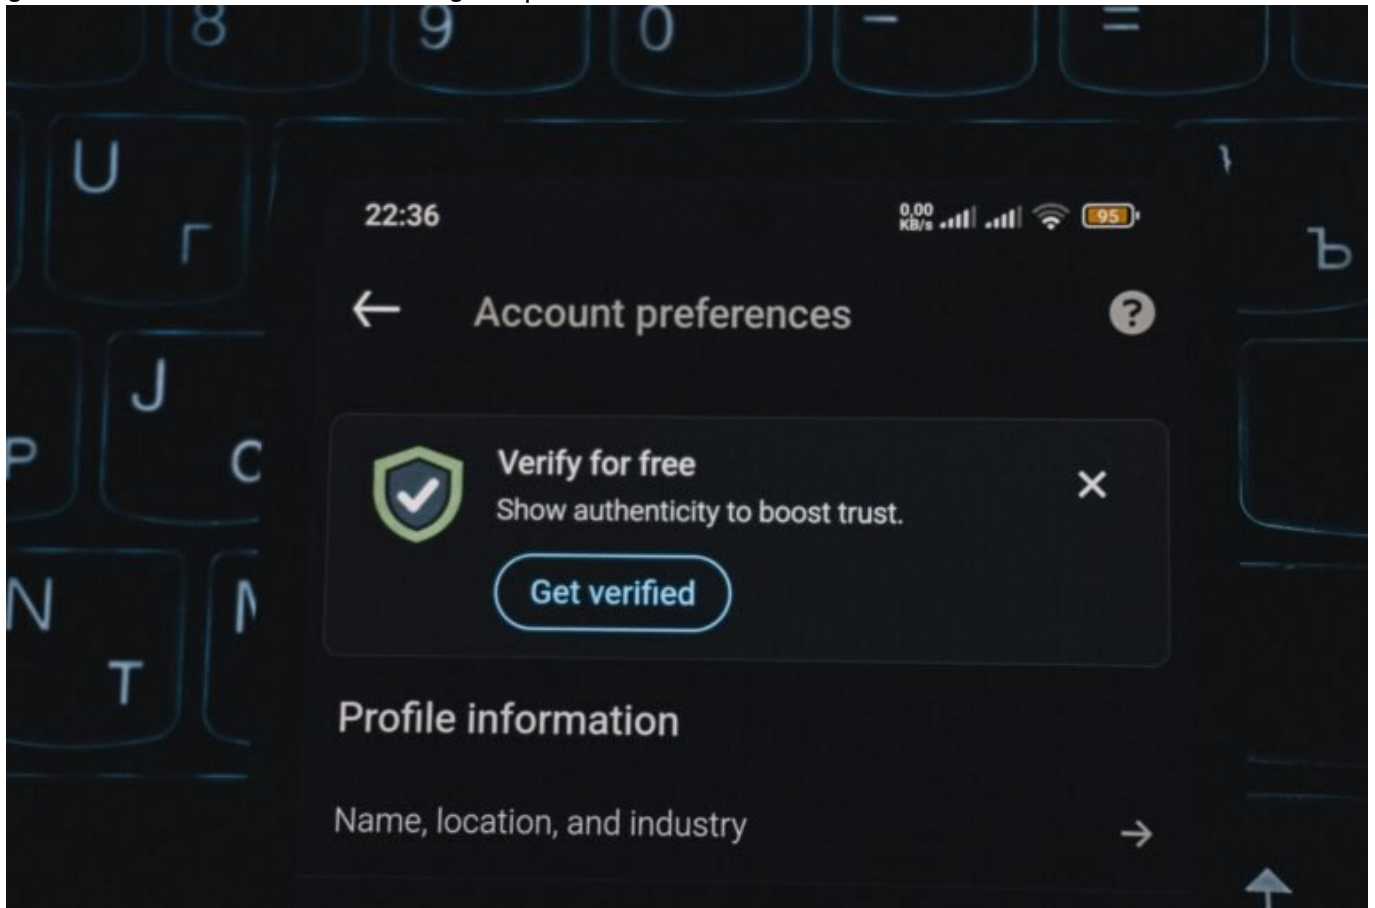 8 9 0 - =
U
Г
Ъ
J
Р О
N М
Т
22:36
0,00 KB/s
95
Account preferences
?
Verify for free
Show authenticity to boost trust.
Get verified
Profile information
Name, location, and industry